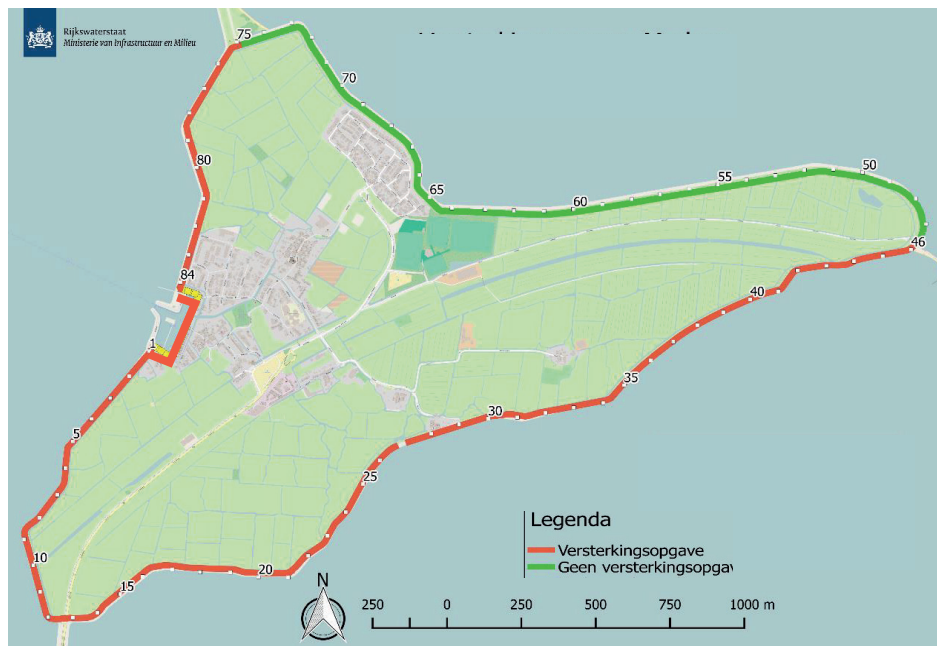 Rijkswaterstaat
Ministerie van Infrastructuur en Milieu
75
70
80
65
60
55
50
46
84
40
1
35
30
5
25
10
20
15
Legenda
Versterkingsopgave
Geen versterkingsopgav
N
250 0 250 500 750 1000 m